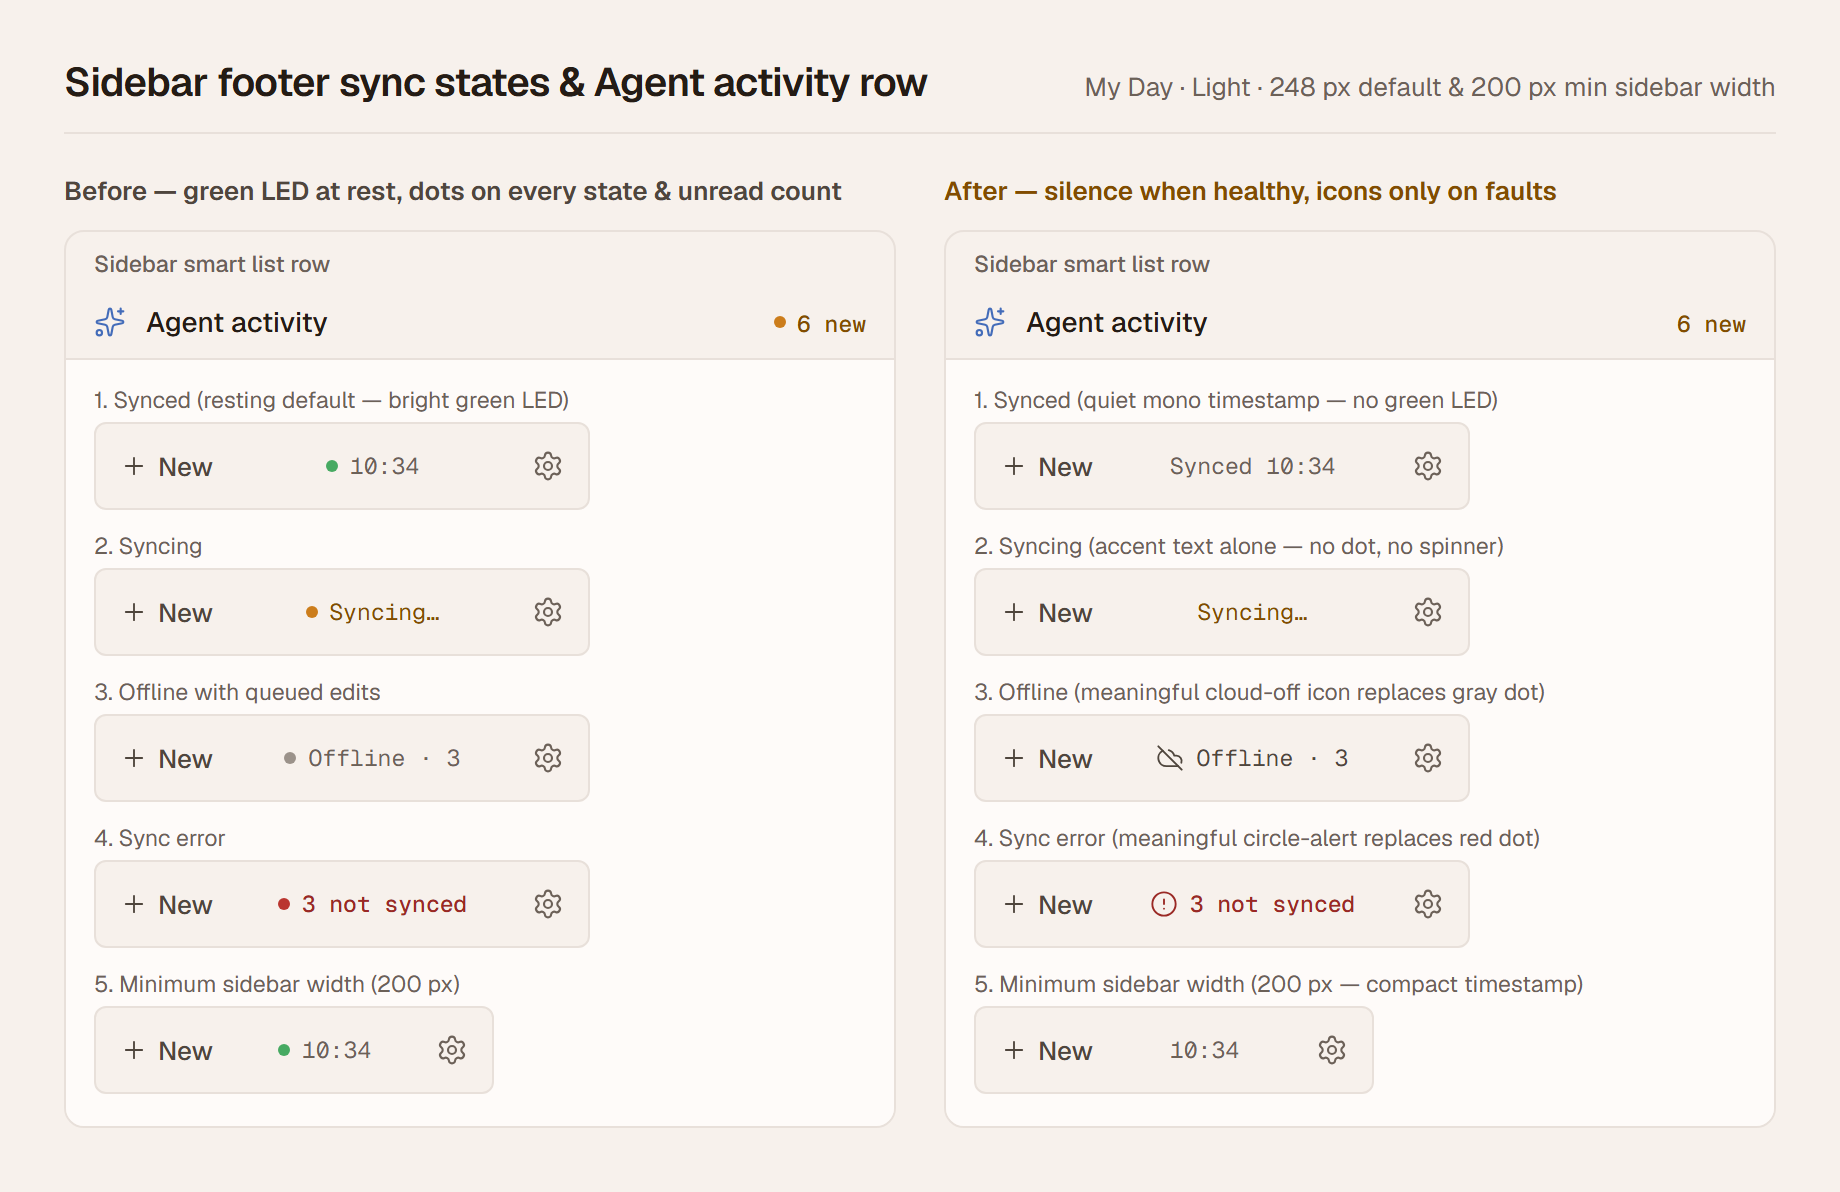 Sidebar footer sync states & Agent activity row
My Day · Light · 248 px default & 200 px min sidebar width
Before — green LED at rest, dots on every state & unread count
Sidebar smart list row
Agent activity
6 new
1. Synced (resting default — bright green LED)
+ New
10:34
2. Syncing
+ New
Syncing…
3. Offline with queued edits
+ New
Offline · 3
4. Sync error
+ New
3 not synced
5. Minimum sidebar width (200 px)
+ New
10:34
After — silence when healthy, icons only on faults
Sidebar smart list row
Agent activity
6 new
1. Synced (quiet mono timestamp — no green LED)
+ New
Synced 10:34
2. Syncing (accent text alone — no dot, no spinner)
+ New
Syncing…
3. Offline (meaningful cloud-off icon replaces gray dot)
+ New
Offline · 3
4. Sync error (meaningful circle-alert replaces red dot)
+ New
3 not synced
5. Minimum sidebar width (200 px — compact timestamp)
+ New
10:34